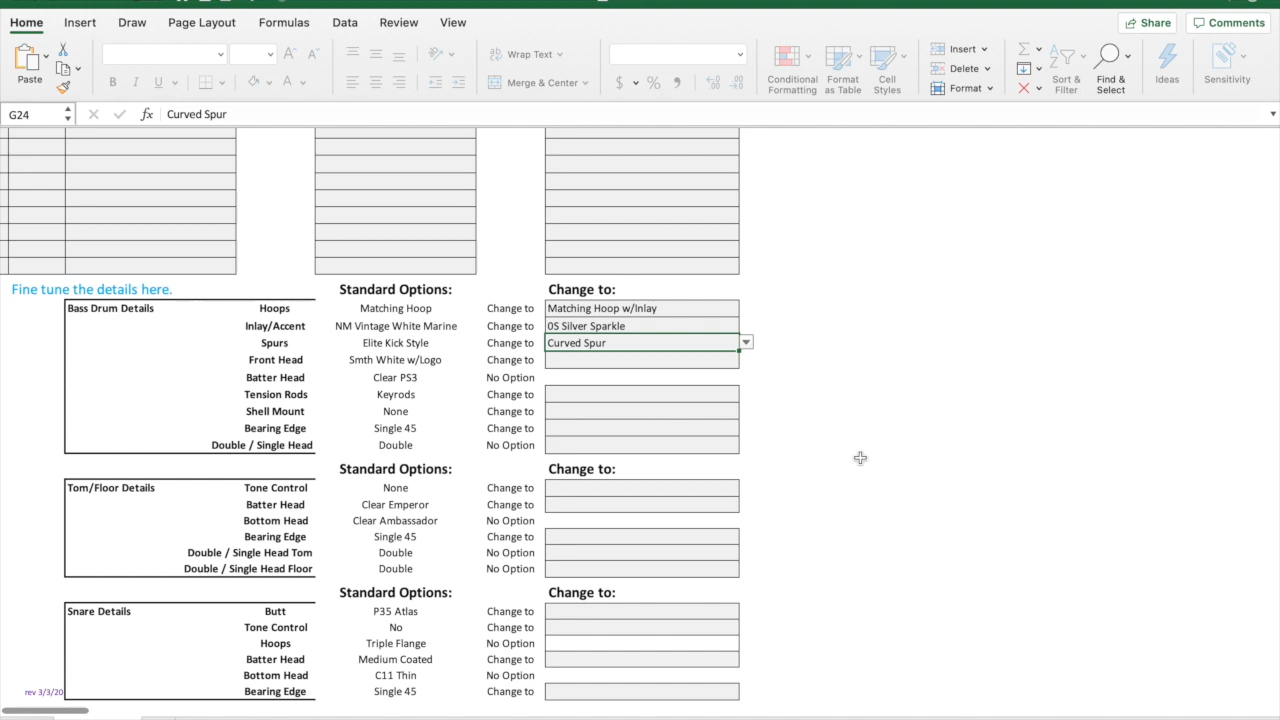 Home Insert Draw Page Layout Formulas Data Review View Share Comments
Paste Wrap Text Merge & Center $ % Conditional Formatting Format as Table Cell Styles Insert Delete Format Sort & Filter Find & Select Ideas Sensitivity
B I U A
G24 fx Curved Spur
Fine tune the details here. Standard Options: Change to:
Bass Drum Details Hoops Matching Hoop Change to Matching Hoop w/Inlay
Inlay/Accent NM Vintage White Marine Change to 0S Silver Sparkle
Spurs Elite Kick Style Change to Curved Spur
Front Head Smth White w/Logo Change to
Batter Head Clear PS3 No Option
Tension Rods Keyrods Change to
Shell Mount None Change to
Bearing Edge Single 45 Change to
Double / Single Head Double No Option
Standard Options: Change to:
Tom/Floor Details Tone Control None Change to
Batter Head Clear Emperor Change to
Bottom Head Clear Ambassador No Option
Bearing Edge Single 45 Change to
Double / Single Head Tom Double No Option
Double / Single Head Floor Double No Option
Standard Options: Change to:
Snare Details Butt P35 Atlas Change to
Tone Control No Change to
Hoops Triple Flange No Option
Batter Head Medium Coated Change to
Bottom Head C11 Thin No Option
rev 3/3/20 Bearing Edge Single 45 Change to